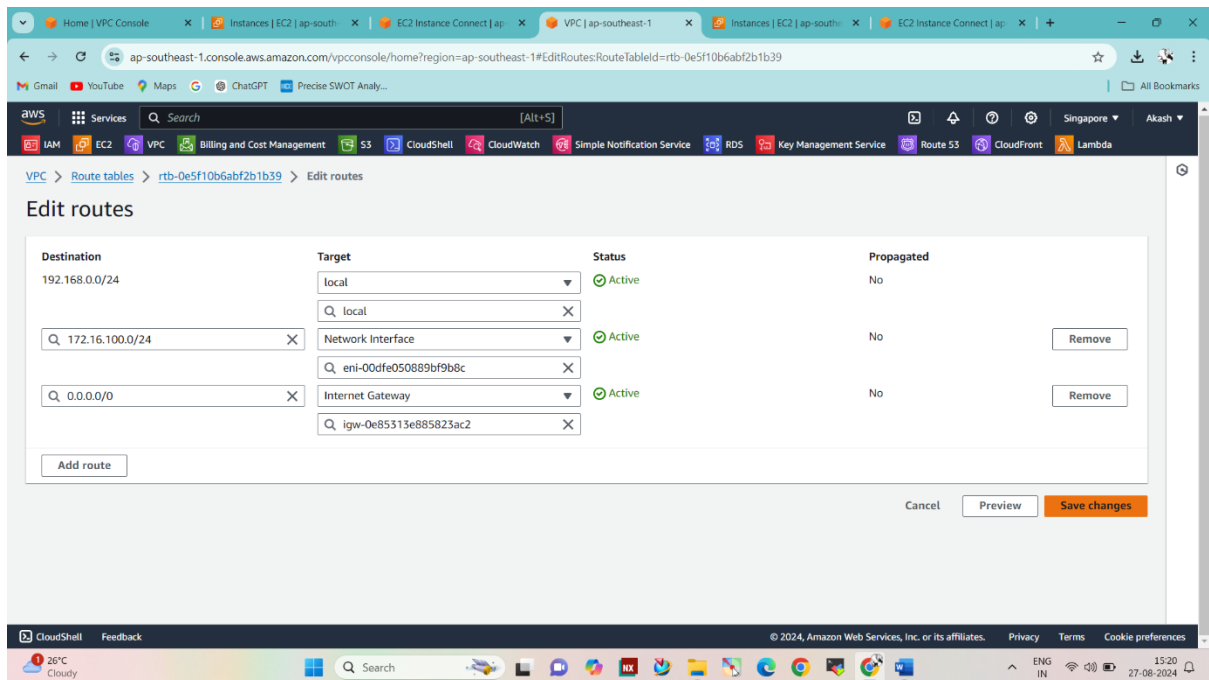 Home | VPC Console
Instances | EC2 | ap-south
EC2 Instance Connect | ap
VPC | ap-southeast-1
Instances | EC2 | ap-southe
EC2 Instance Connect | ap
ap-southeast-1.console.aws.amazon.com/vpcconsole/home?region=ap-southeast-1#EditRoutes:RouteTableId=rtb-0e5f10b6abf2b1b39
Gmail YouTube Maps ChatGPT Precise SWOT Analy... All Bookmarks
aws Services Search [Alt+S] Singapore Akash
IAM EC2 VPC Billing and Cost Management S3 CloudShell CloudWatch Simple Notification Service RDS Key Management Service Route 53 CloudFront Lambda
VPC > Route tables > rtb-0e5f10b6abf2b1b39 > Edit routes
Edit routes
Destination Target Status Propagated
192.168.0.0/24 local Active No
local
172.16.100.0/24 Network Interface Active No Remove
eni-00dfe050889bf9b8c
0.0.0.0/0 Internet Gateway Active No Remove
igw-0e85313e885823ac2
Add route
Cancel Preview Save changes
CloudShell Feedback © 2024, Amazon Web Services, Inc. or its affiliates. Privacy Terms Cookie preferences
1 26°C Search ENG 15:20
Cloudy IN 27-08-2024